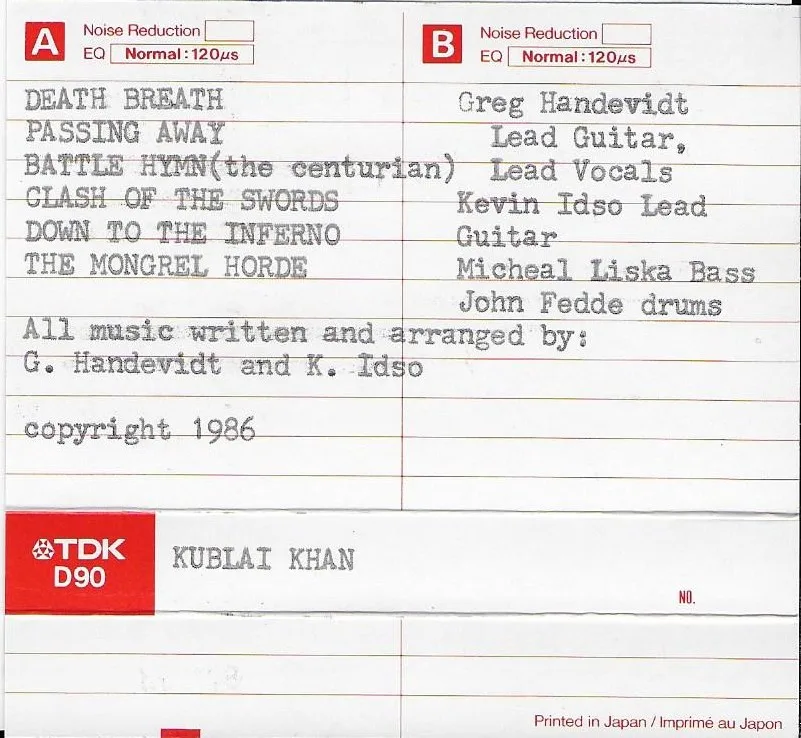 A Noise Reduction
EQ Normal:120µs
B Noise Reduction
EQ Normal:120µs
DEATH BREATH
PASSING AWAY
BATTLE HYMN(the centurian)
CLASH OF THE SWORDS
DOWN TO THE INFERNO
THE MONGREL HORDE
Greg Handevidt
Lead Guitar,
Lead Vocals
Kevin Idso Lead
Guitar
Micheal Liska Bass
John Fedde drums
All music written and arranged by:
G. Handevidt and K. Idso
copyright 1986
TDK
D90
KUBLAI KHAN
NO.
Printed in Japan / Imprimé au Japon